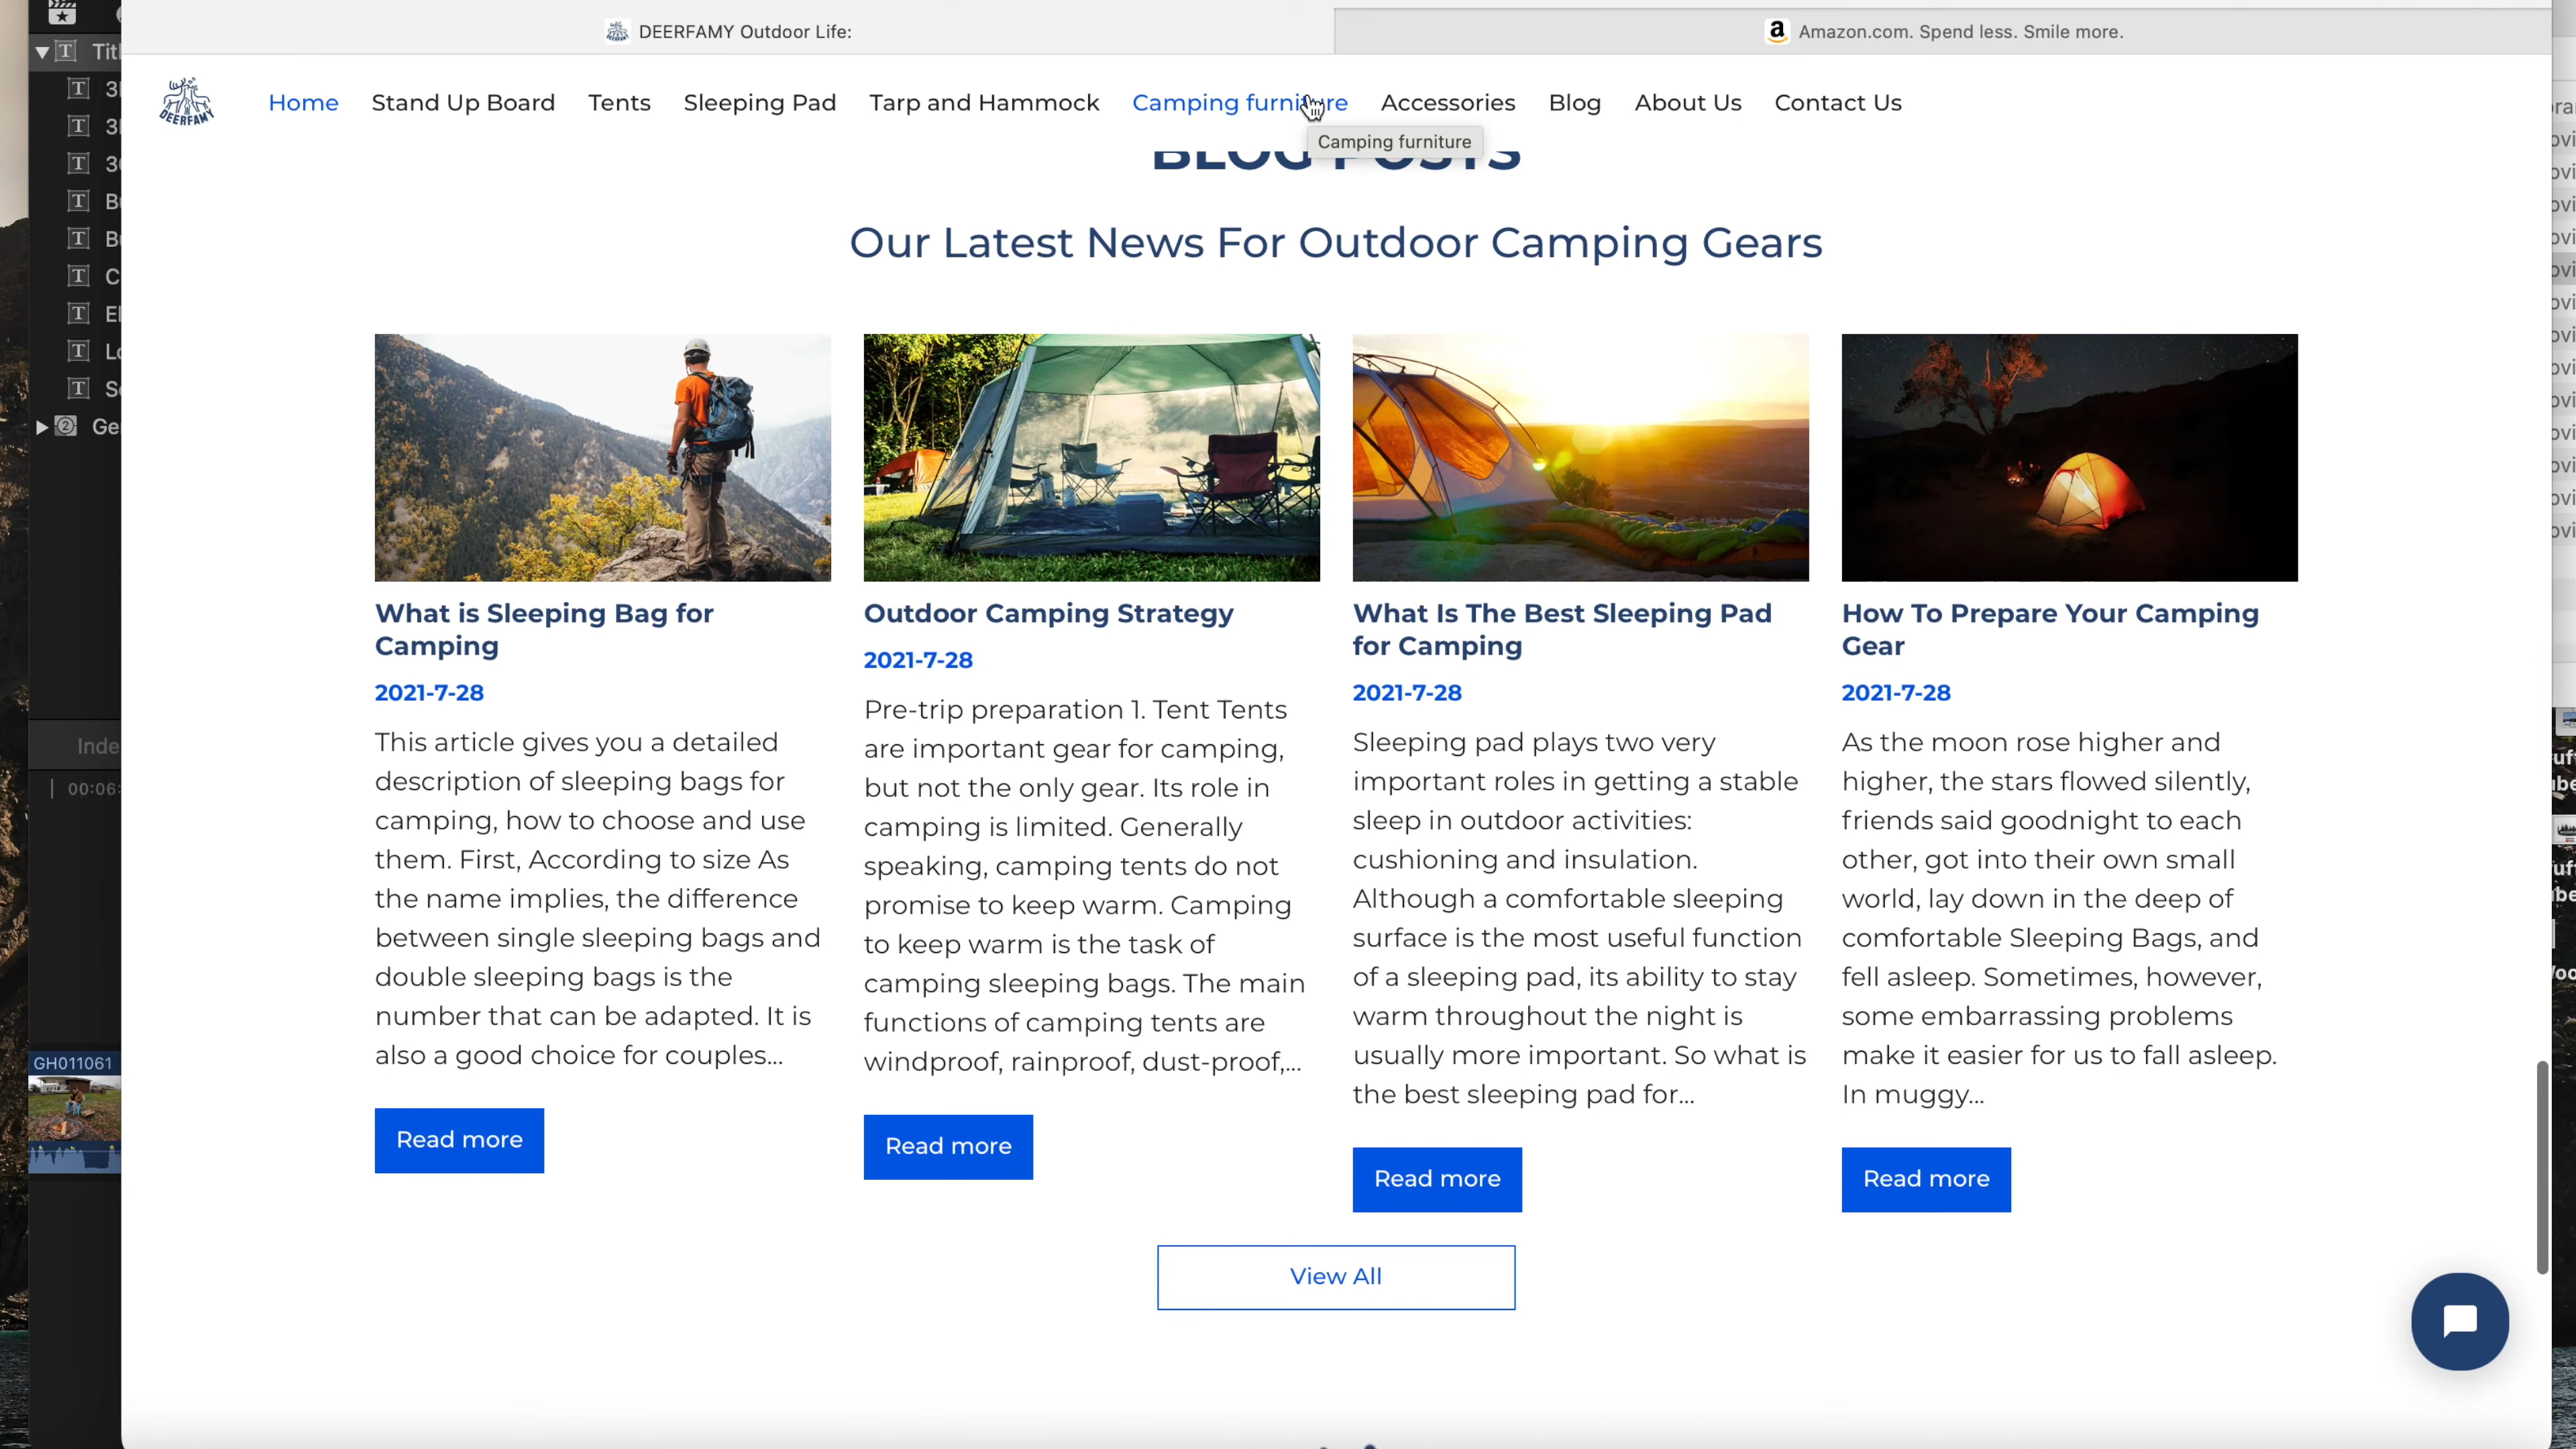 DEERFAMY Outdoor Life:
Amazon.com. Spend less. Smile more.
DEERFAMY
Home Stand Up Board Tents Sleeping Pad Tarp and Hammock Camping furniture Accessories Blog About Us Contact Us
Camping furniture
BLOG POSTS
Our Latest News For Outdoor Camping Gears
What is Sleeping Bag for
Camping
2021-7-28
This article gives you a detailed
description of sleeping bags for
camping, how to choose and use
them. First, According to size As
the name implies, the difference
between single sleeping bags and
double sleeping bags is the
number that can be adapted. It is
also a good choice for couples...
Read more
Outdoor Camping Strategy
2021-7-28
Pre-trip preparation 1. Tent Tents
are important gear for camping,
but not the only gear. Its role in
camping is limited. Generally
speaking, camping tents do not
promise to keep warm. Camping
to keep warm is the task of
camping sleeping bags. The main
functions of camping tents are
windproof, rainproof, dust-proof,...
Read more
What Is The Best Sleeping Pad
for Camping
2021-7-28
Sleeping pad plays two very
important roles in getting a stable
sleep in outdoor activities:
cushioning and insulation.
Although a comfortable sleeping
surface is the most useful function
of a sleeping pad, its ability to stay
warm throughout the night is
usually more important. So what is
the best sleeping pad for...
Read more
How To Prepare Your Camping
Gear
2021-7-28
As the moon rose higher and
higher, the stars flowed silently,
friends said goodnight to each
other, got into their own small
world, lay down in the deep of
comfortable Sleeping Bags, and
fell asleep. Sometimes, however,
some embarrassing problems
make it easier for us to fall asleep.
In muggy...
Read more
View All
GH011061